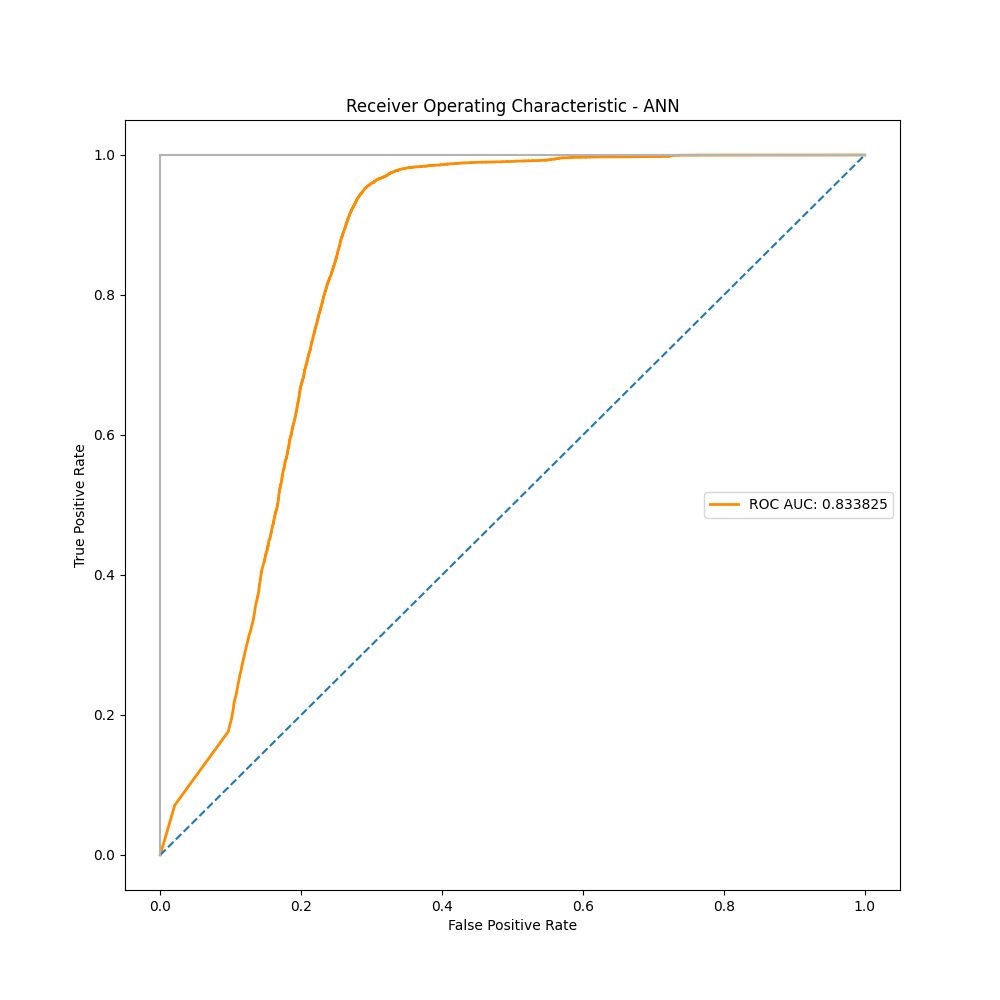 Receiver Operating Characteristic - ANN
1.0
0.8
0.6
0.4
0.2
0.0
True Positive Rate
ROC AUC: 0.833825
0.0 0.2 0.4 0.6 0.8 1.0
False Positive Rate